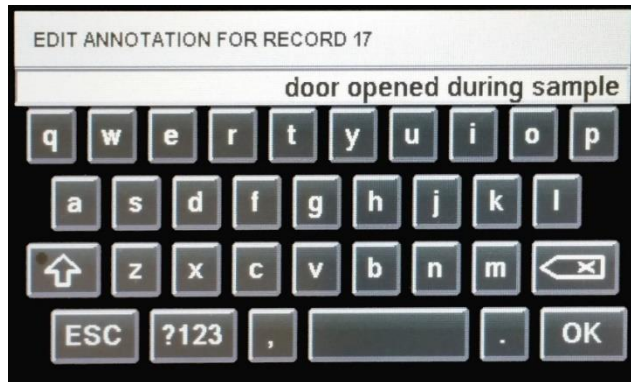 EDIT ANNOTATION FOR RECORD 17
door opened during sample
q w e r t y u i o p
a s d f g h j k l
z x c v b n m
ESC ?123 , . OK